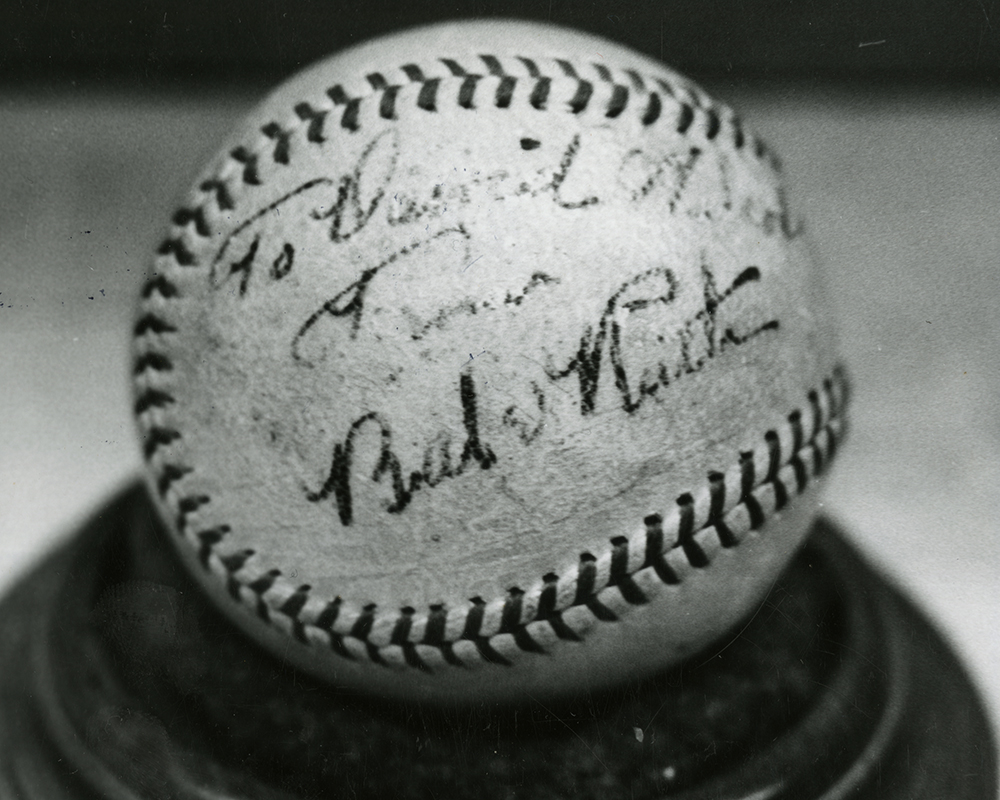 To David
From
Babe Ruth